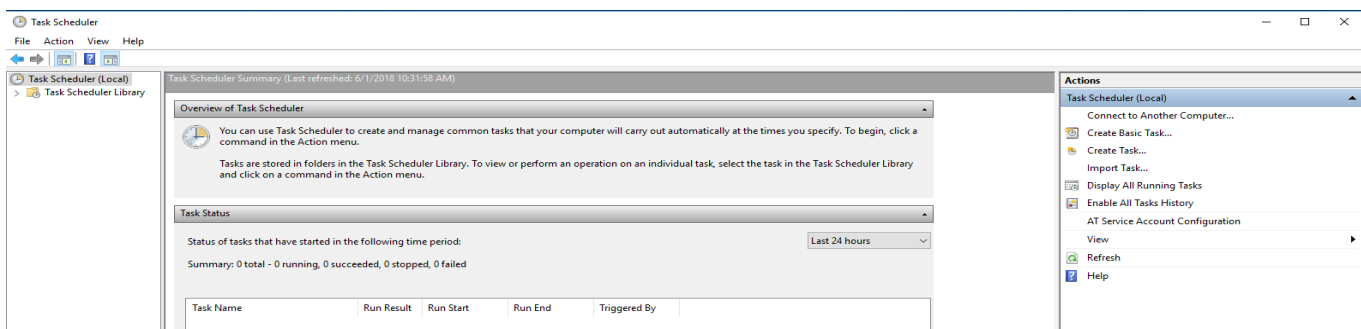 Task Scheduler
File Action View Help
Task Scheduler (Local)
Task Scheduler Library
Task Scheduler Summary (Last refreshed: 6/1/2018 10:31:58 AM)
Overview of Task Scheduler
You can use Task Scheduler to create and manage common tasks that your computer will carry out automatically at the times you specify. To begin, click a
command in the Action menu.
Tasks are stored in folders in the Task Scheduler Library. To view or perform an operation on an individual task, select the task in the Task Scheduler Library
and click on a command in the Action menu.
Task Status
Status of tasks that have started in the following time period:
Last 24 hours
Summary: 0 total - 0 running, 0 succeeded, 0 stopped, 0 failed
Task Name Run Result Run Start Run End Triggered By
Actions
Task Scheduler (Local)
Connect to Another Computer...
Create Basic Task...
Create Task...
Import Task...
Display All Running Tasks
Enable All Tasks History
AT Service Account Configuration
View
Refresh
Help